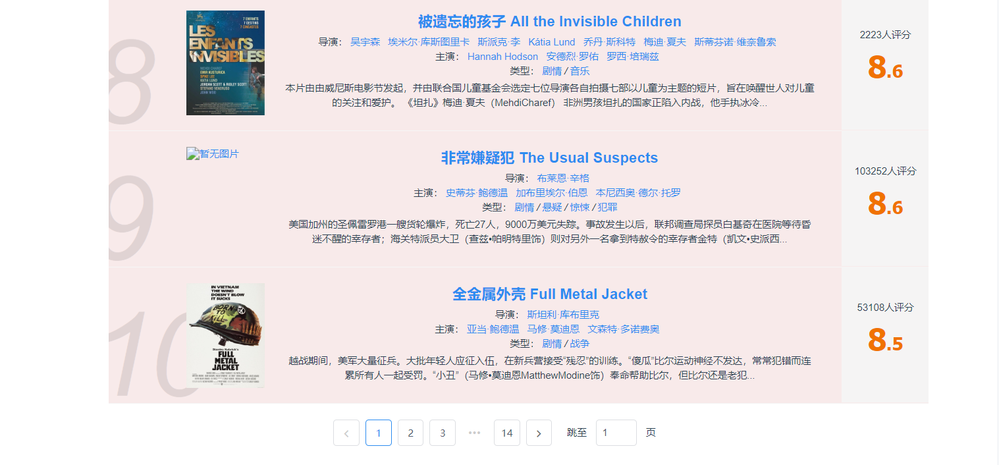 8
7 ENFANTS
7 DESTINS
7 CINEASTES
LES
ENFANTS
INVISIBLES
MEHDI CHAREF
EMIR KUSTURICA
SPIKE LEE
KATIA LUND
JORDAN SCOTT & RIDLEY SCOTT
STEFANO VENERUSO
JOHN WOO
被遗忘的孩子 All the Invisible Children
导演： 吴宇森 埃米尔·库斯图里卡 斯派克·李 Kátia Lund 乔丹·斯科特 梅迪·夏夫 斯蒂芬诺·维奈鲁索
主演： Hannah Hodson 安德烈·罗佑 罗西·培瑞兹
类型： 剧情/音乐
本片由由威尼斯电影节发起，并由联合国儿童基金会选定七位导演各自拍摄七部以儿童为主题的短片，旨在唤醒世人对儿童
的关注和爱护。 《坦扎》梅迪·夏夫（MehdiCharef） 非洲男孩坦扎的国家正陷入内战，他手执冰冷...
2223人评分
8.6
9
暂无图片
非常嫌疑犯 The Usual Suspects
导演： 布莱恩·辛格
主演： 史蒂芬·鲍德温 加布里埃尔·伯恩 本尼西奥·德尔·托罗
类型： 剧情/悬疑/惊悚/犯罪
美国加州的圣佩雷罗港一艘货轮爆炸，死亡27人，9000万美元失踪。事故发生以后，联邦调查局探员白基奇在医院等待昏
迷不醒的幸存者；海关特派员大卫（查兹•帕明特里饰）则对另外一名拿到特赦令的幸存者金特（凯文•史派西...
103252人评分
8.6
10
IN VIETNAM
THE WIND
DOESN'T BLOW
IT SUCKS
BORN
TO
KILL
Stanley Kubrick's
FULL
METAL
JACKET
全金属外壳 Full Metal Jacket
导演： 斯坦利·库布里克
主演： 亚当·鲍德温 马修·莫迪恩 文森特·多诺费奥
类型： 剧情/战争
越战期间，美军大量征兵。大批年轻人应征入伍，在新兵营接受“残忍”的训练。“傻瓜”比尔运动神经不发达，常常犯错而连
累所有人一起受罚。“小丑”（马修•莫迪恩MatthewModine饰）奉命帮助比尔，但比尔还是老犯...
53108人评分
8.5
1 2 3 ••• 14 跳至 1 页